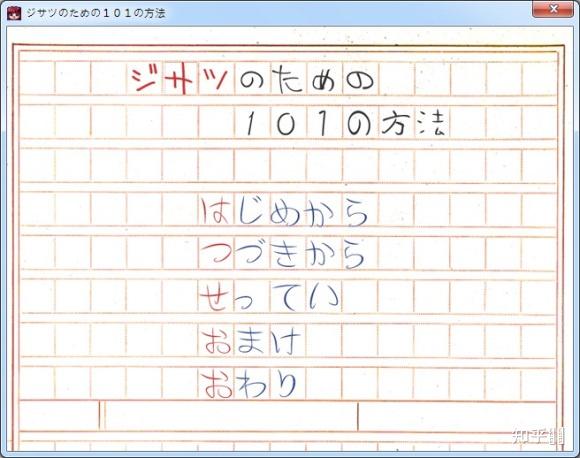 ジサツのための１０１の方法
ジサツのための
１０１の方法
はじめから
つづきから
せってい
おまけ
おわり
知乎